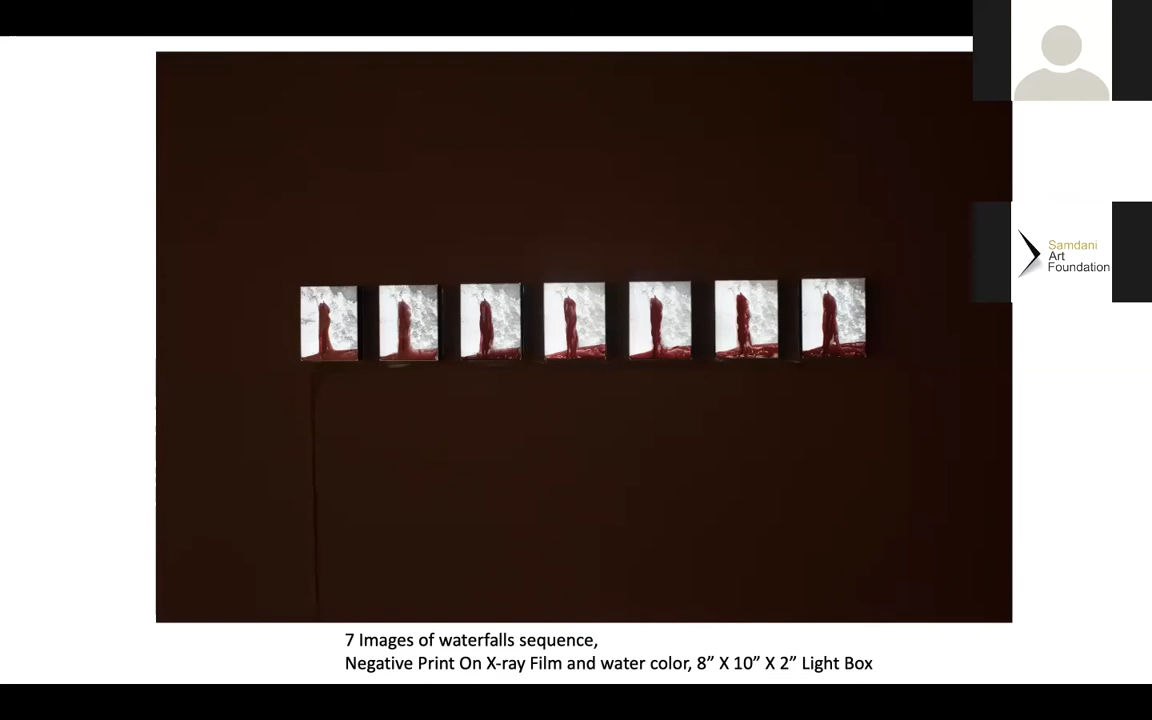 Samdani
Art
Foundation
7 Images of waterfalls sequence,
Negative Print On X-ray Film and water color, 8” X 10” X 2” Light Box